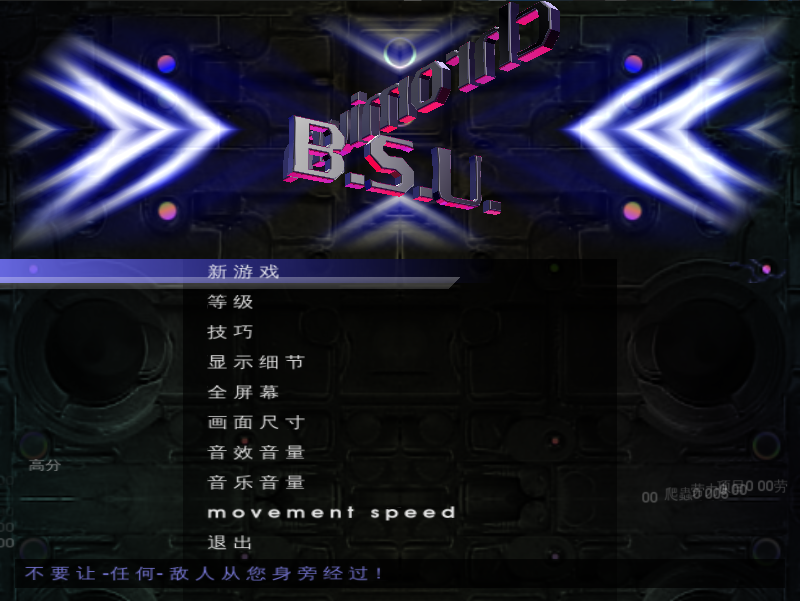 B.S.U.
新游戏
等级
技巧
显示细节
全屏幕
画面尺寸
音效音量
音乐音量
movement speed
退出
高分
不要让-任何-敌人从您身旁经过!